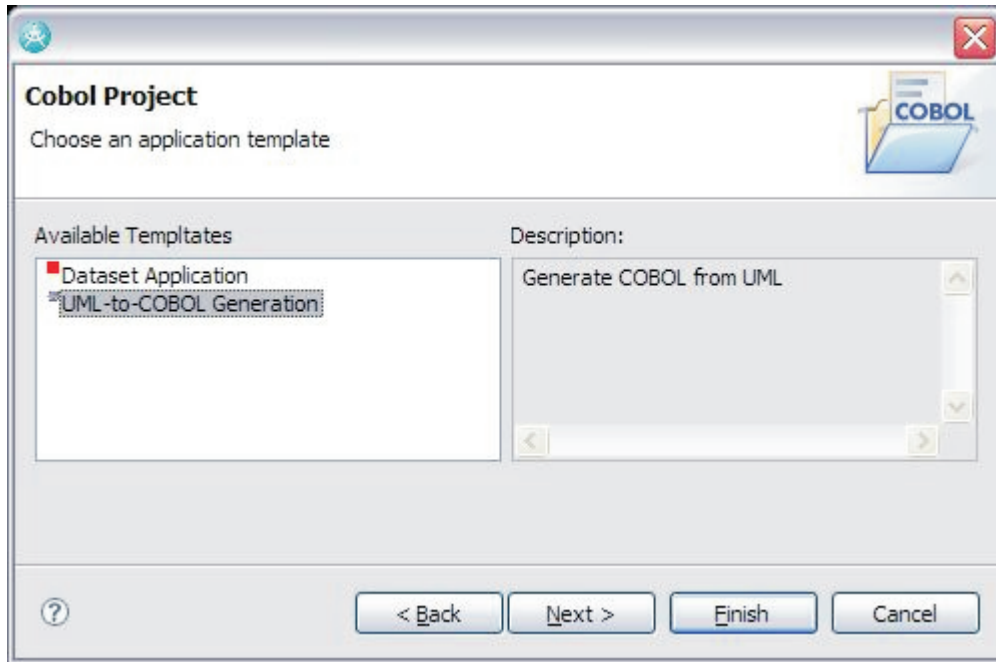 Cobol Project
Choose an application template
COBOL
Available Templtates
Description:
Dataset Application
UML-to-COBOL Generation
Generate COBOL from UML
?
< Back
Next >
Finish
Cancel